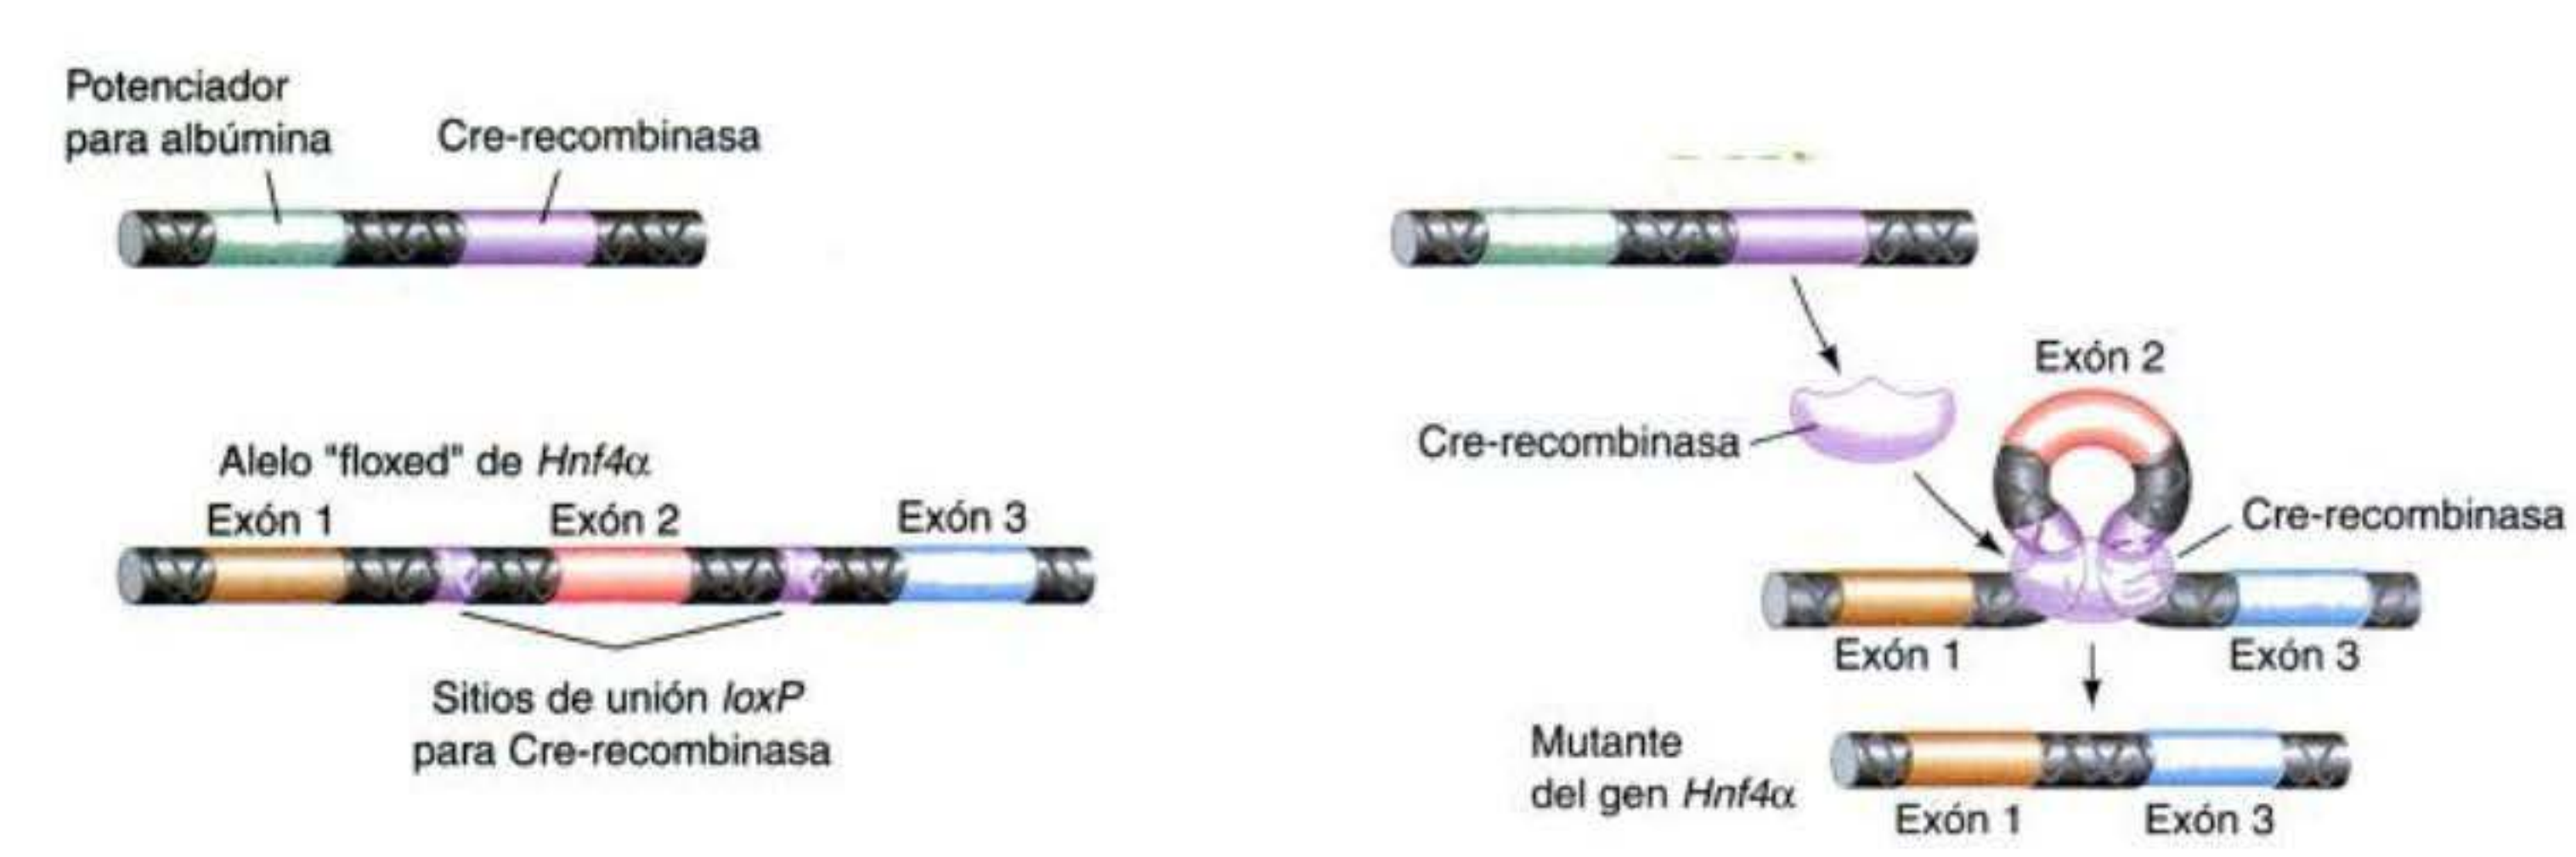 Potenciador
para albúmina
Cre-recombinasa
Alelo "floxed" de Hnf4α
Exón 1
Exón 2
Exón 3
Sitios de unión loxP
para Cre-recombinasa
Cre-recombinasa
Exón 2
Cre-recombinasa
Exón 1
Exón 3
Mutante
del gen Hnf4α
Exón 1
Exón 3